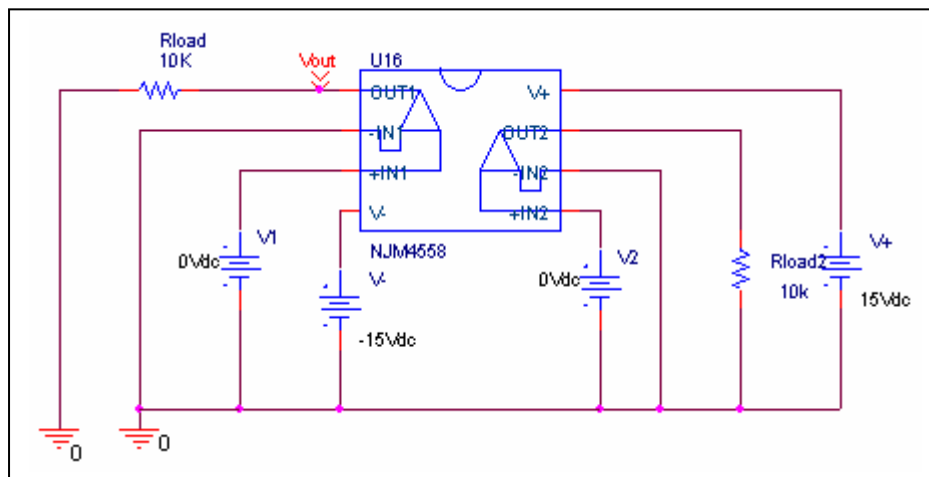 Rload
10K
Vout
U16
OUT1
-IN1
+IN1
V-
V+
OUT2
-IN2
+IN2
NJM4558
V1
0Vdc
V-
-15Vdc
V2
0Vdc
Rload2
10k
V+
15Vdc
0
0